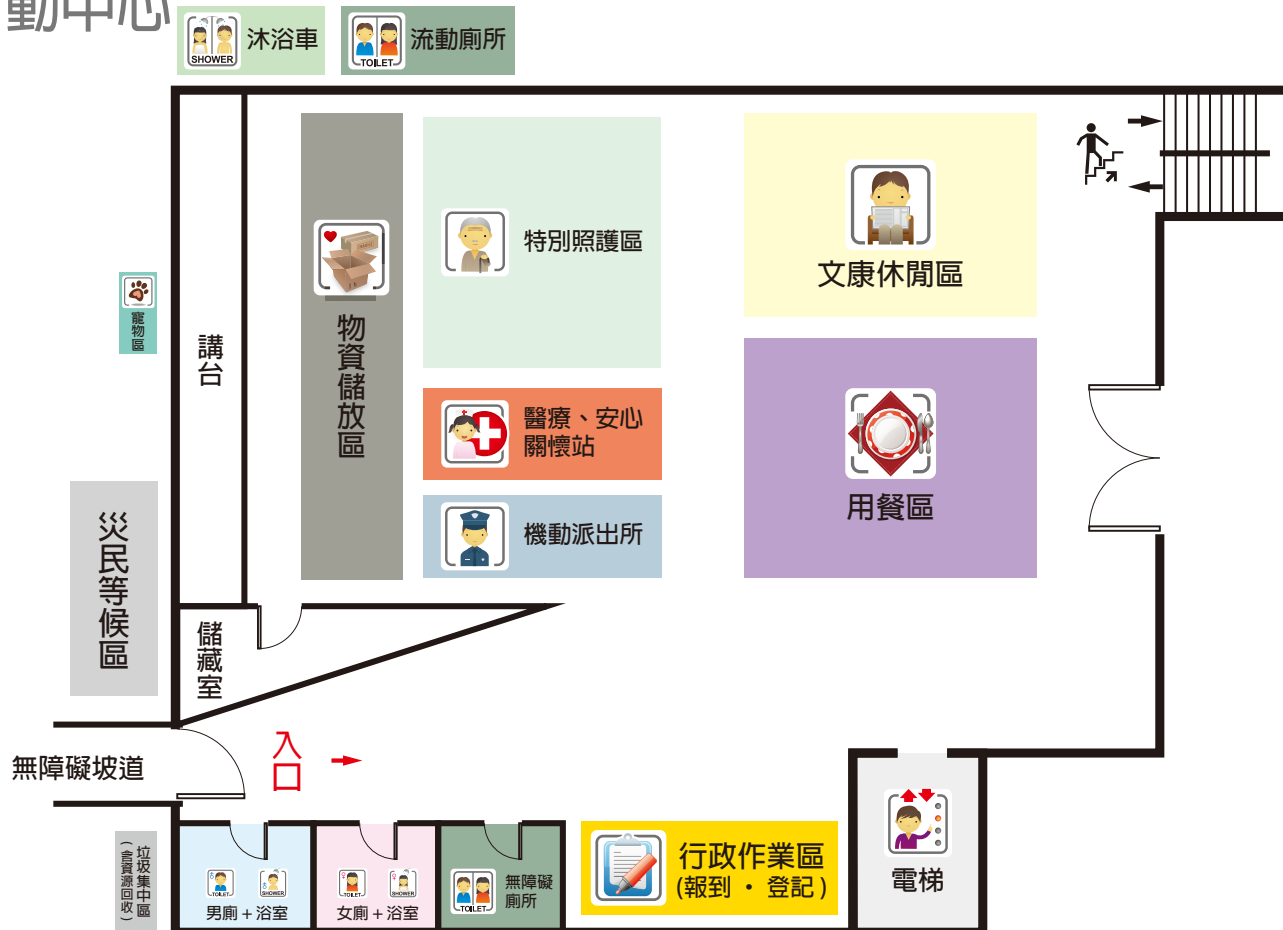 動中心
SHOWER
沐浴車
TOILET
流動廁所
特別照護區
文康休閒區
寵物區
講台
物資儲放區
醫療、安心
關懷站
用餐區
機動派出所
災民等候區
儲藏室
入口
無障礙坡道
垃圾集中區
(含資源回收)
TOILET
SHOWER
男廁+浴室
TOILET
SHOWER
女廁+浴室
TOILET
無障礙
廁所
行政作業區
(報到・登記)
電梯